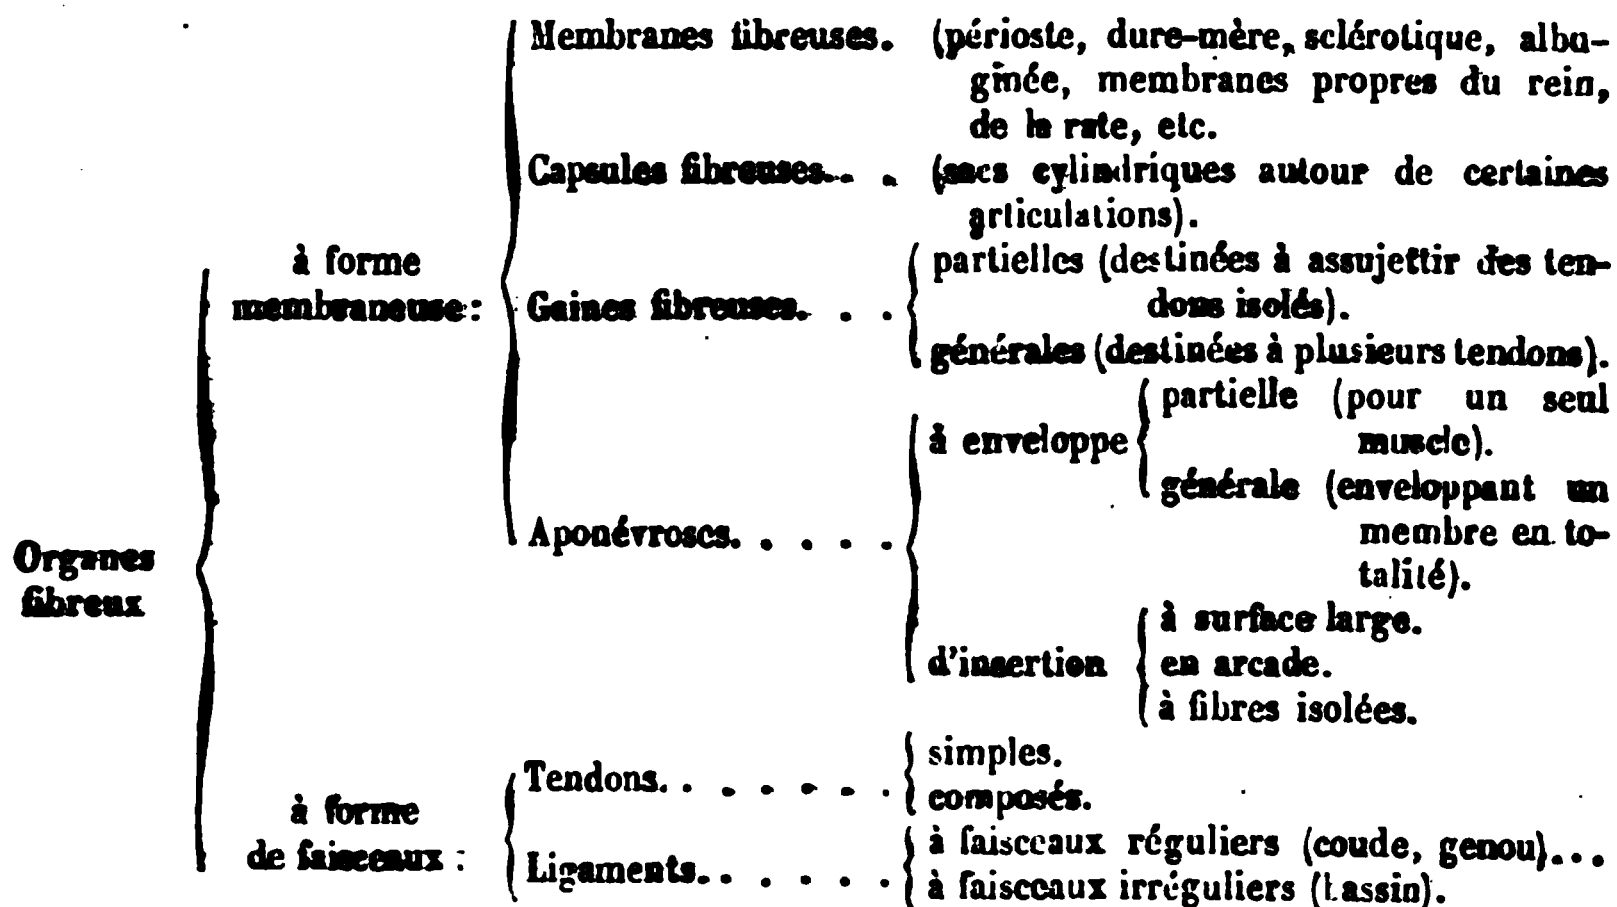 Membranes fibreuses. (périoste, dure-mère, sclérotique, albu-
ginée, membranes propres du rein,
de la rate, etc.
Capsules fibreuses... . (sacs cylindriques autour de certaines
articulations).
à forme
membraneuse :
partielles (destinées à assujettir des ten-
dons isolés).
Gaines fibreuses. . . .
générales (destinées à plusieurs tendons).
à enveloppe
partielle (pour un seul
muscle).
générale (enveloppant un
membre en to-
talité).
Aponévroses. . . . .
Organes
fibreux
d'insertion
à surface large.
en arcade.
à fibres isolées.
Tendons. . . . . . .
simples.
composés.
à forme
de faisceaux :
Ligaments. . . . . .
à faisceaux réguliers (coude, genou)...
à faisceaux irréguliers (bassin).